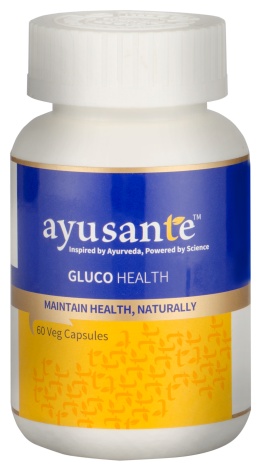 ayusante™
Inspired by Ayurveda, Powered by Science
GLUCO HEALTH
MAINTAIN HEALTH, NATURALLY
60 Veg Capsules